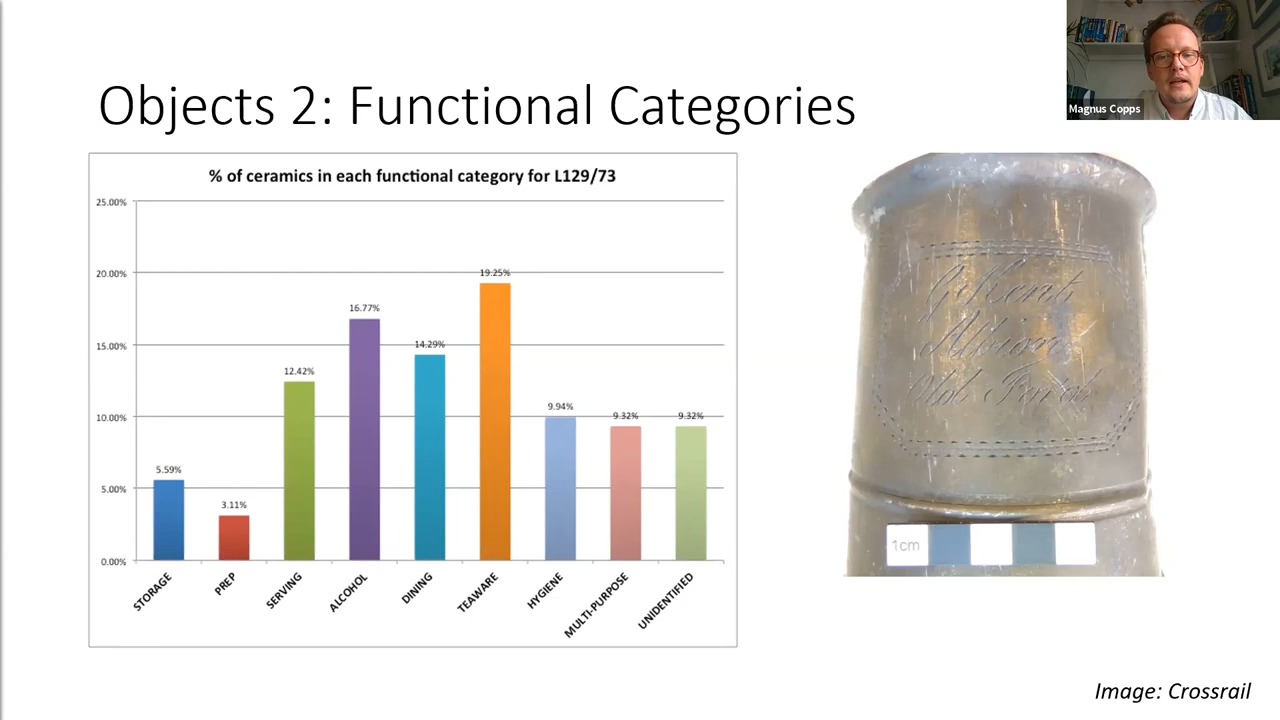 Magnus Copps
Objects 2: Functional Categories
% of ceramics in each functional category for L129/73
25.00%
20.00%
15.00%
10.00%
5.00%
0.00%
5.59%
3.11%
12.42%
16.77%
14.29%
19.25%
9.94%
9.32%
9.32%
STORAGE
PREP
SERVING
ALCOHOL
DINING
TEAWARE
HYGIENE
MULTI-PURPOSE
UNIDENTIFIED
Kent
Albion
1cm
Image: Crossrail